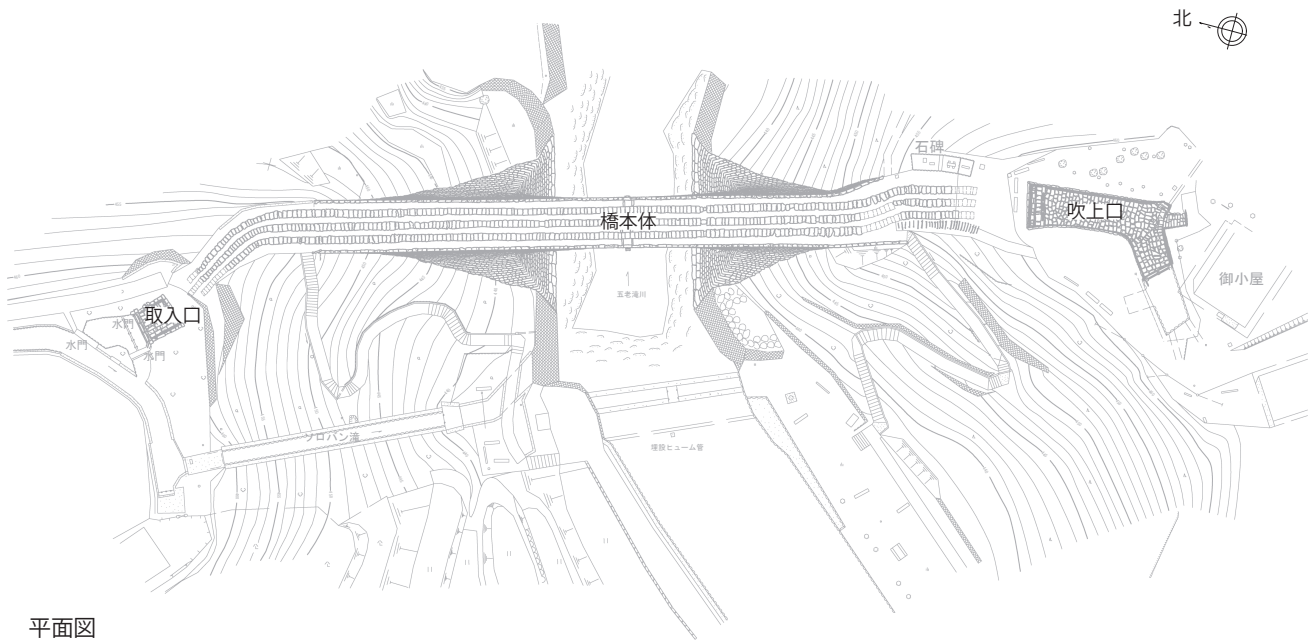 北
石碑
吹上口
橋本体
御小屋
五老滝川
取入口
水門
水門
水門
ソロバン滝
埋設ヒューム管
平面図